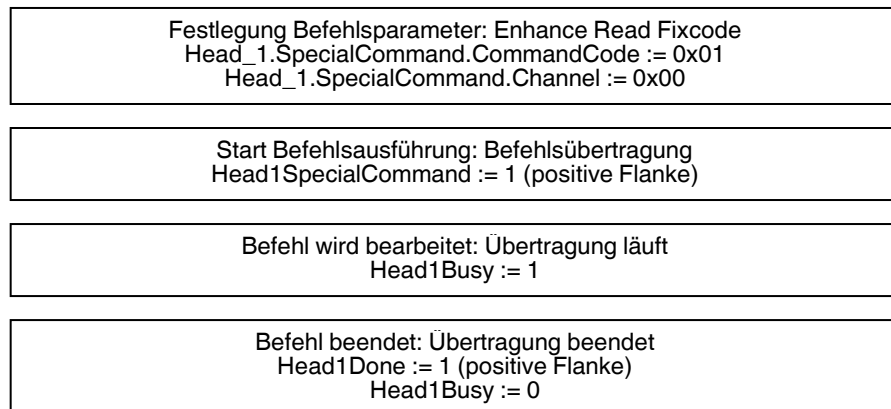 Festlegung Befehlsparameter: Enhance Read Fixcode
Head_1.SpecialCommand.CommandCode := 0x01
Head_1.SpecialCommand.Channel := 0x00
Start Befehlsausführung: Befehlsübertragung
Head1SpecialCommand := 1 (positive Flanke)
Befehl wird bearbeitet: Übertragung läuft
Head1Busy := 1
Befehl beendet: Übertragung beendet
Head1Done := 1 (positive Flanke)
Head1Busy := 0